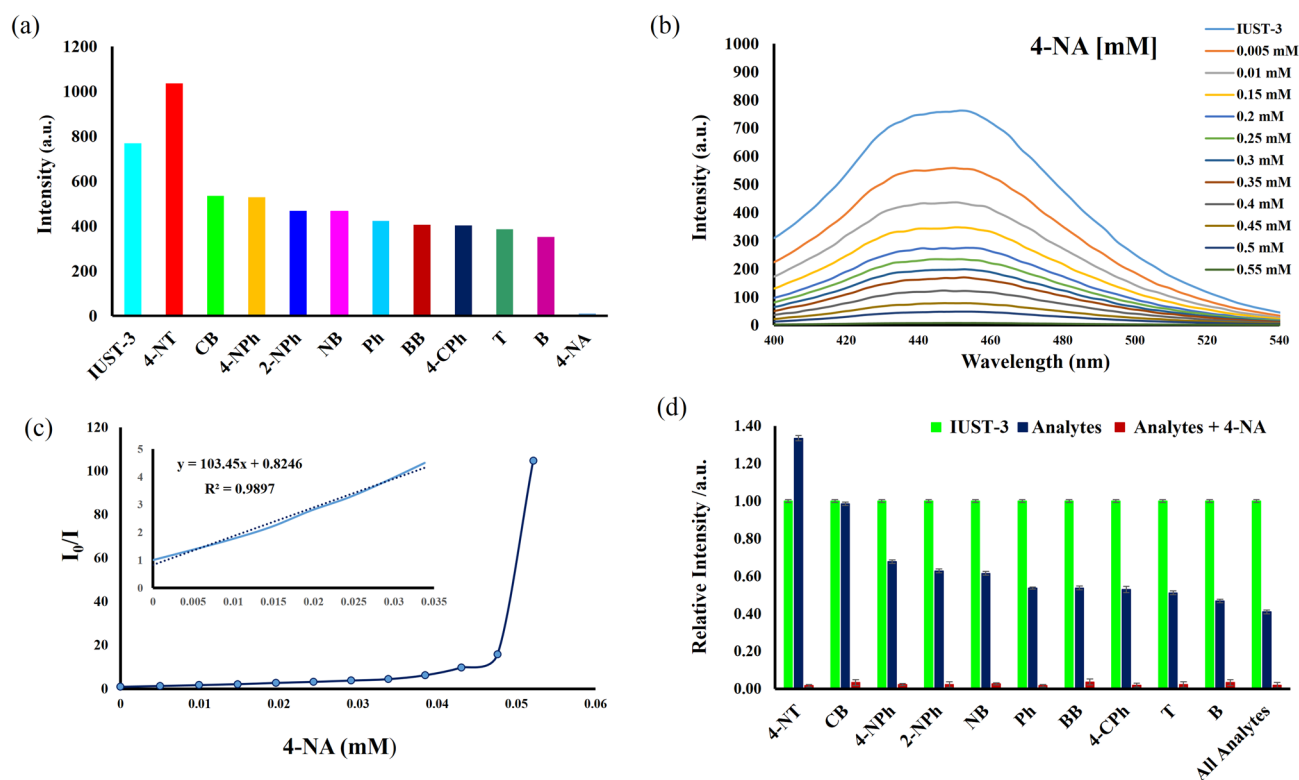 (a)
1200
1000
800
600
400
200
0
Intensity (a.u.)
IUST-3
4-NT
CB
4-NPh
2-NPh
NB
Ph
BB
4-CPh
T
B
4-NA
(b)
4-NA [mM]
1000
900
800
700
600
500
400
300
200
100
0
Intensity (a.u.)
400 420 440 460 480 500 520 540
Wavelength (nm)
IUST-3
0.005 mM
0.01 mM
0.15 mM
0.2 mM
0.25 mM
0.3 mM
0.35 mM
0.4 mM
0.45 mM
0.5 mM
0.55 mM
(c)
120
100
80
60
40
20
0
I0/I
0 0.01 0.02 0.03 0.04 0.05 0.06
4-NA (mM)
5
4
3
2
1
0
y = 103.45x + 0.8246
R² = 0.9897
0 0.005 0.01 0.015 0.02 0.025 0.03 0.035
(d)
IUST-3 Analytes Analytes + 4-NA
1.40
1.20
1.00
0.80
0.60
0.40
0.20
0.00
Relative Intensity /a.u.
4-NT
CB
4-NPh
2-NPh
NB
Ph
BB
4-CPh
T
B
All Analytes